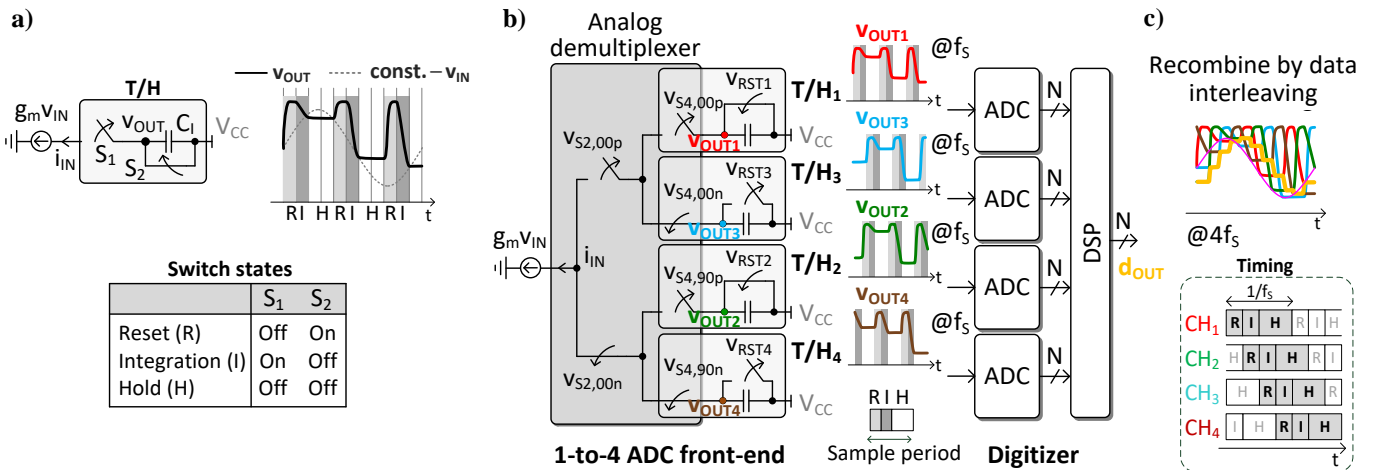 a)
v_OUT
const.−v_IN
T/H
g_mv_IN
v_OUT
C_I
V_CC
i_IN
S_1
S_2
R I H R I H R I
t
Switch states
S_1 S_2
Reset (R) Off On
Integration (I) On Off
Hold (H) Off Off
b)
Analog
demultiplexer
g_mv_IN
i_IN
V_S2,00p
V_S2,00n
V_S4,00p
V_RST1
T/H_1
V_CC
v_OUT1
V_S4,00n
V_RST3
T/H_3
V_CC
v_OUT3
V_S4,90p
V_RST2
T/H_2
V_CC
v_OUT2
V_S4,90n
V_RST4
T/H_4
V_CC
v_OUT4
v_OUT1
@f_S
t
v_OUT3
@f_S
t
v_OUT2
@f_S
t
v_OUT4
@f_S
t
R I H
Sample period
ADC
N
ADC
N
ADC
N
ADC
N
DSP
N
d_OUT
1-to-4 ADC front-end
Digitizer
c)
Recombine by data
interleaving
t
@4f_S
Timing
1/f_S
CH_1 R I H R I H
CH_2 H R I H R I
CH_3 H R I H R
CH_4 I H R I H
t